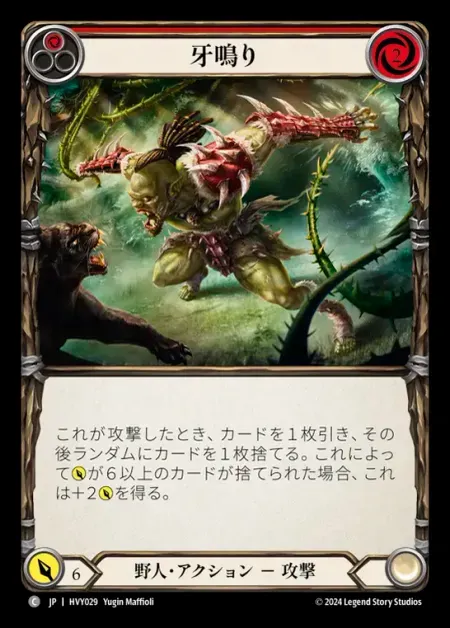 牙鳴り
2
これが攻撃したとき、カードを1枚引き、その
後ランダムにカードを1枚捨てる。これによっ
てが6以上のカードが捨てられた場合、これ
は+2を得る。
6
野人・アクション − 攻撃
C JP | HVY029 Yugin Maffioli
© 2024 Legend Story Studios